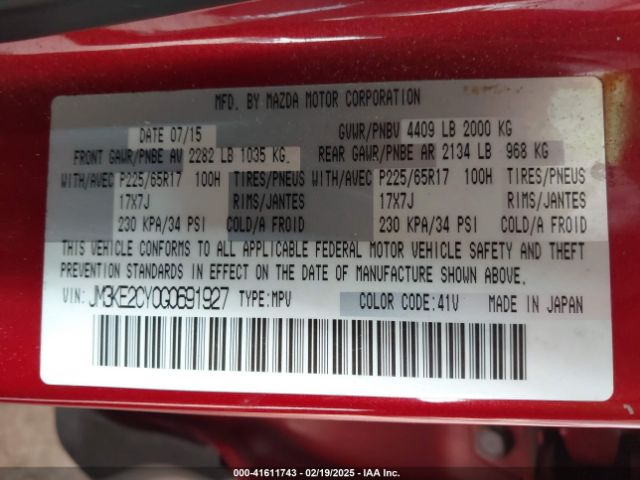 MFD. BY MAZDA MOTOR CORPORATION
DATE 07/15 GVWR/PNBV 4409 LB 2000 KG
FRONT GAWR/PNBE AV 2282 LB 1035 KG REAR GAWR/PNBE AR 2134 LB 968 KG
WITH/AVEC P225/65R17 100H TIRES/PNEUS WITH/AVEC P225/65R17 100H TIRES/PNEUS
17X7J RIMS/JANTES 17X7J RIMS/JANTES
230 KPA/34 PSI COLD/A FROID 230 KPA/34 PSI COLD/A FROID
THIS VEHICLE CONFORMS TO ALL APPLICABLE FEDERAL MOTOR VEHICLE SAFETY AND THEFT
PREVENTION STANDARDS IN EFFECT ON THE DATE OF MANUFACTURE SHOWN ABOVE.
VIN: JM3KE2CY0G0691927 TYPE:MPV COLOR CODE:41V MADE IN JAPAN
000-41611743 — 02/19/2025 — IAA Inc.